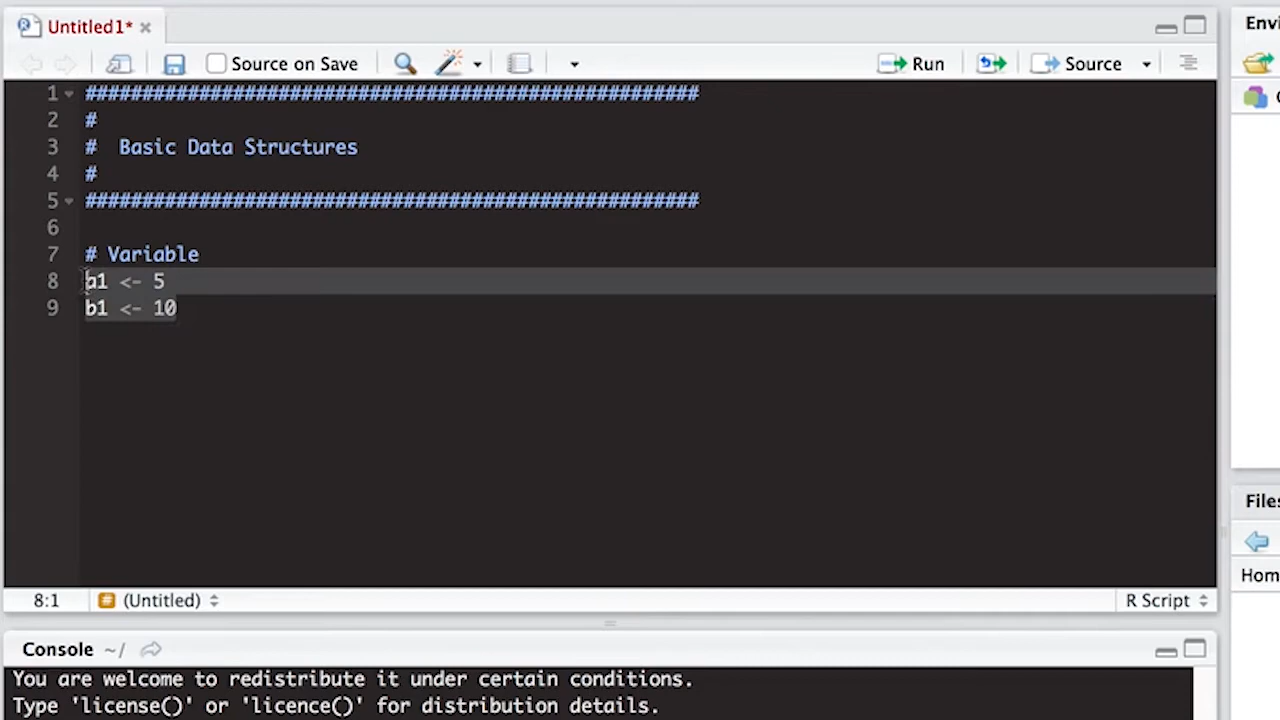 Untitled1*
Envi
Source on Save
Run
Source
1 ######################################################
2 #
3 #  Basic Data Structures
4 #
5 ######################################################
6
7 # Variable
8 a1 <- 5
9 b1 <- 10
8:1
(Untitled)
R Script
Files
Hom
Console ~/
You are welcome to redistribute it under certain conditions.
Type 'license()' or 'licence()' for distribution details.